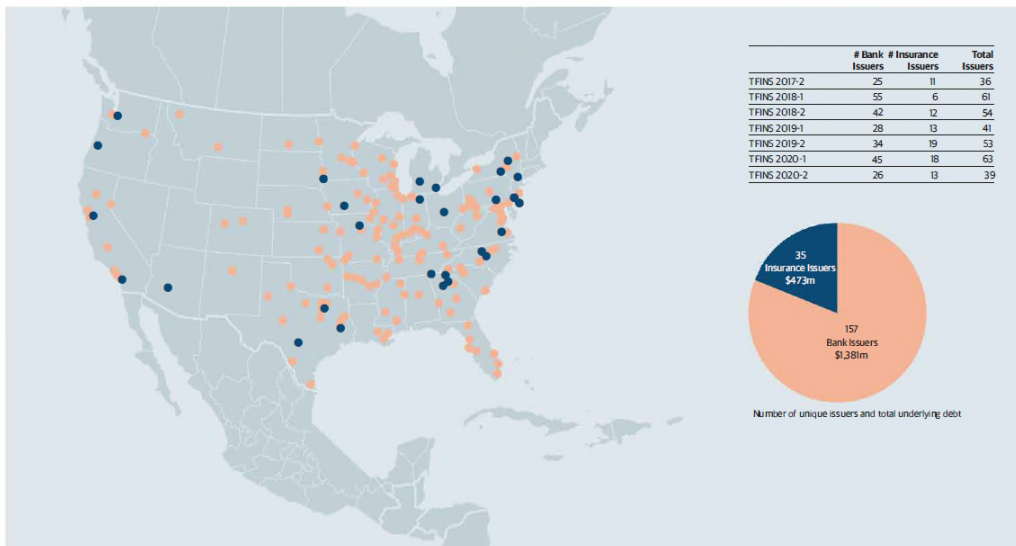 # Bank # Insurance Total
Issuers Issuers Issuers
TFINS 2017-2 25 11 36
TFINS 2018-1 55 6 61
TFINS 2018-2 42 12 54
TFINS 2019-1 28 13 41
TFINS 2019-2 34 19 53
TFINS 2020-1 45 18 63
TFINS 2020-2 26 13 39
35
Insurance Issuers
$473m
157
Bank Issuers
$1,381m
Number of unique issuers and total underlying debt